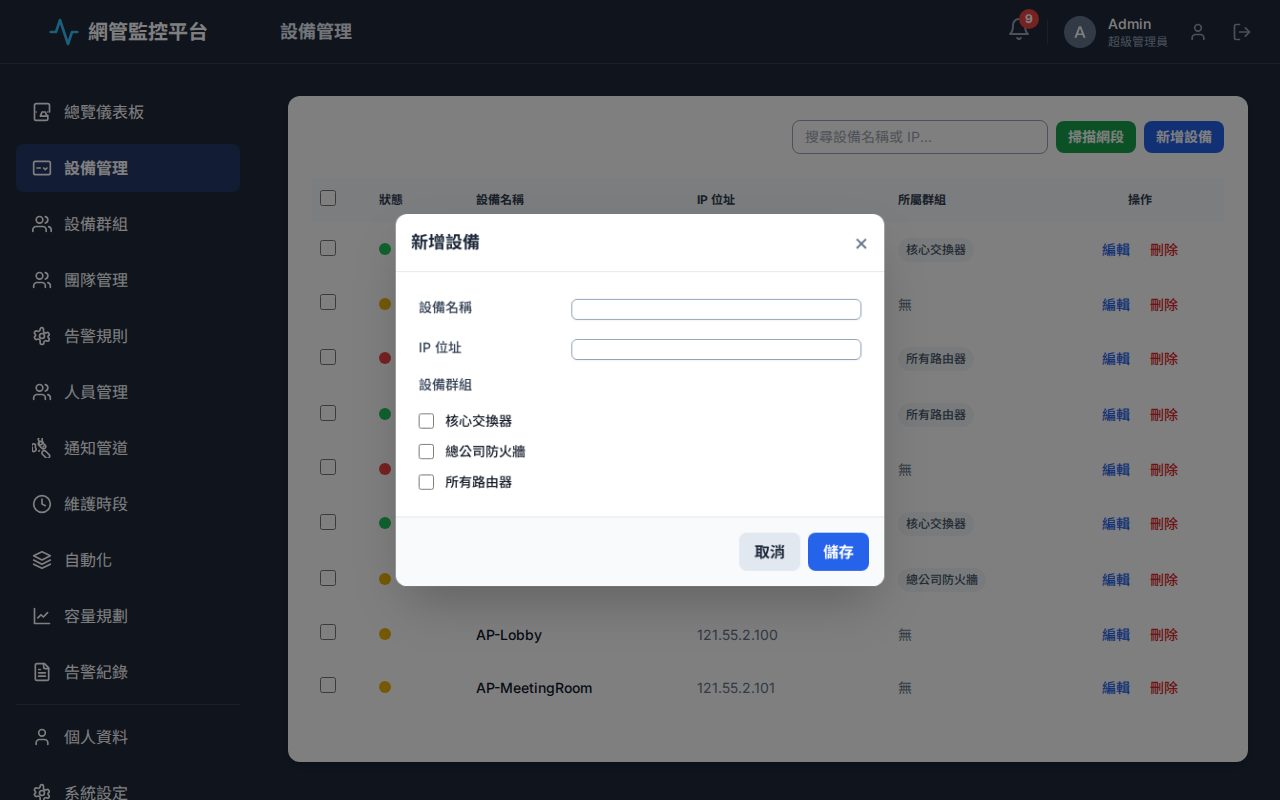 網管監控平台
設備管理
9
A
Admin
超級管理員
總覽儀表板
設備管理
設備群組
團隊管理
告警規則
人員管理
通知管道
維護時段
自動化
容量規劃
告警紀錄
個人資料
系統設定
搜尋設備名稱或 IP...
掃描網段
新增設備
狀態 設備名稱 IP 位址 所屬群組 操作
核心交換器 編輯 刪除
無 編輯 刪除
所有路由器 編輯 刪除
所有路由器 編輯 刪除
無 編輯 刪除
核心交換器 編輯 刪除
總公司防火牆 編輯 刪除
AP-Lobby 121.55.2.100 無 編輯 刪除
AP-MeetingRoom 121.55.2.101 無 編輯 刪除
新增設備
×
設備名稱
IP 位址
設備群組
核心交換器
總公司防火牆
所有路由器
取消
儲存